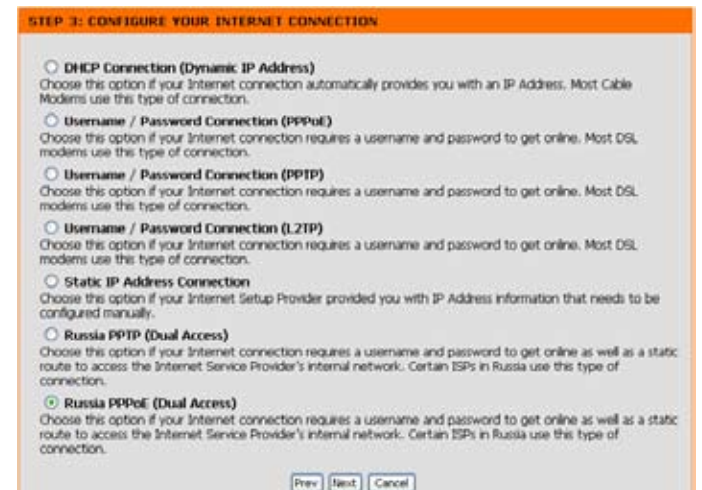 STEP 3: CONFIGURE YOUR INTERNET CONNECTION
DHCP Connection (Dynamic IP Address)
Choose this option if your Internet connection automatically provides you with an IP Address. Most Cable
Modems use this type of connection.
Username / Password Connection (PPPoE)
Choose this option if your Internet connection requires a username and password to get online. Most DSL
modems use this type of connection.
Username / Password Connection (PPTP)
Choose this option if your Internet connection requires a username and password to get online. Most DSL
modems use this type of connection.
Username / Password Connection (L2TP)
Choose this option if your Internet connection requires a username and password to get online. Most DSL
modems use this type of connection.
Static IP Address Connection
Choose this option if your Internet Setup Provider provided you with IP Address information that needs to be
configured manually.
Russia PPTP (Dual Access)
Choose this option if your Internet connection requires a username and password to get online as well as a static
route to access the Internet Service Provider's internal network. Certain ISPs in Russia use this type of
connection.
Russia PPPoE (Dual Access)
Choose this option if your Internet connection requires a username and password to get online as well as a static
route to access the Internet Service Provider's internal network. Certain ISPs in Russia use this type of
connection.
Prev Next Cancel